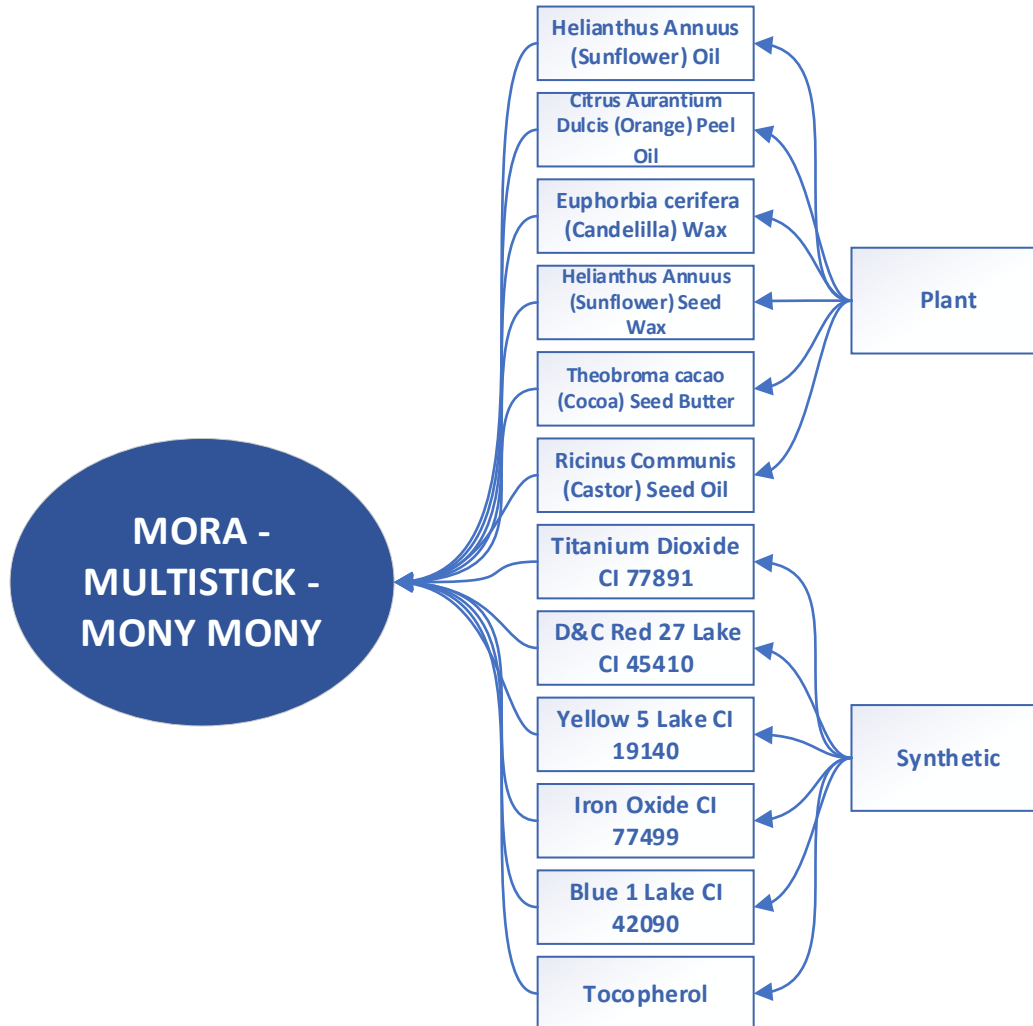 Helianthus Annuus
(Sunflower) Oil
Citrus Aurantium
Dulcis (Orange) Peel
Oil
Euphorbia cerifera
(Candelilla) Wax
Helianthus Annuus
(Sunflower) Seed
Wax
Theobroma cacao
(Cocoa) Seed Butter
Ricinus Communis
(Castor) Seed Oil
Titanium Dioxide
CI 77891
D&C Red 27 Lake
CI 45410
Yellow 5 Lake CI
19140
Iron Oxide CI
77499
Blue 1 Lake CI
42090
Tocopherol
Plant
Synthetic
MORA -
MULTISTICK -
MONY MONY